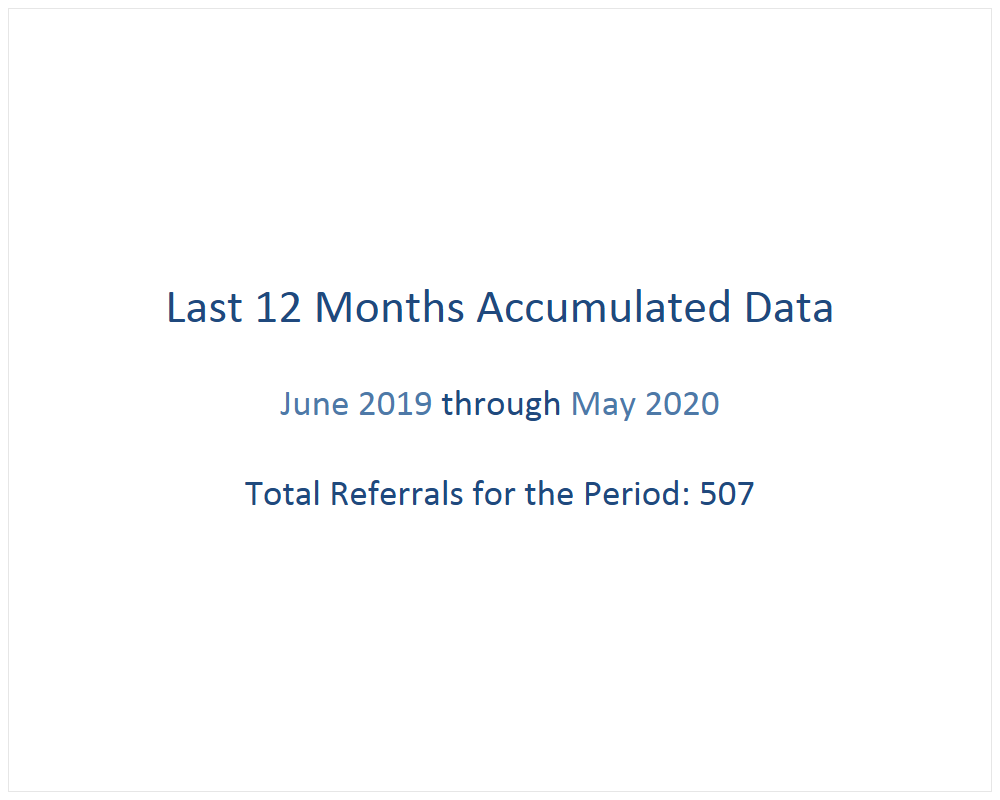 Last 12 Months Accumulated Data
June 2019 through May 2020
Total Referrals for the Period: 507